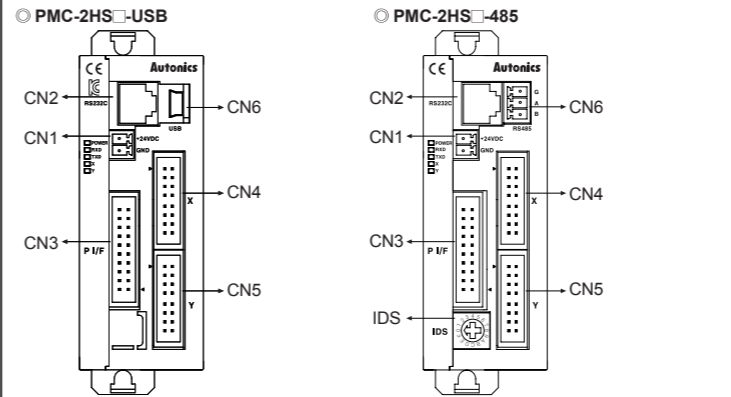 ◎ PMC-2HS□-USB
CE
Autonics
CN2
RS232C
USB
CN6
CN1
+24VDC
GND
POWER
RXD
TXD
X
Y
CN4
X
CN3
P I/F
CN5
Y
◎ PMC-2HS□-485
CE
Autonics
CN2
RS232C
G
A
B
CN6
RS485
CN1
+24VDC
GND
POWER
RXD
TXD
X
Y
CN4
X
CN3
P I/F
CN5
Y
IDS
IDS